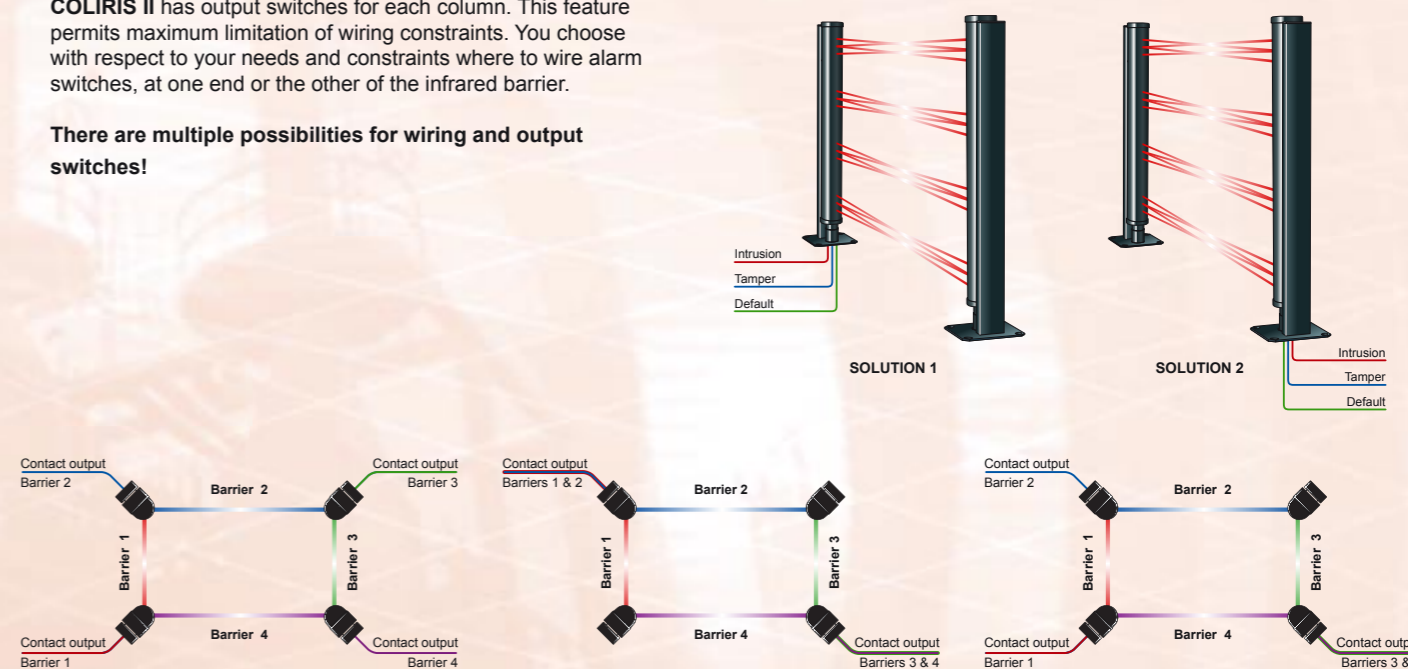 COLIRIS II has output switches for each column. This feature
permits maximum limitation of wiring constraints. You choose
with respect to your needs and constraints where to wire alarm
switches, at one end or the other of the infrared barrier.
There are multiple possibilities for wiring and output
switches!
Intrusion
Tamper
Default
SOLUTION 1
SOLUTION 2
Intrusion
Tamper
Default
Contact output
Barrier 2
Barrier 2
Contact output
Barrier 3
Barrier 1
Barrier 3
Contact output
Barrier 1
Barrier 4
Contact output
Barrier 4
Contact output
Barriers 1 & 2
Barrier 2
Barrier 1
Barrier 3
Barrier 4
Contact output
Barriers 3 & 4
Contact output
Barrier 2
Barrier 2
Barrier 1
Barrier 3
Contact output
Barrier 1
Barrier 4
Contact
Barriers 3 &